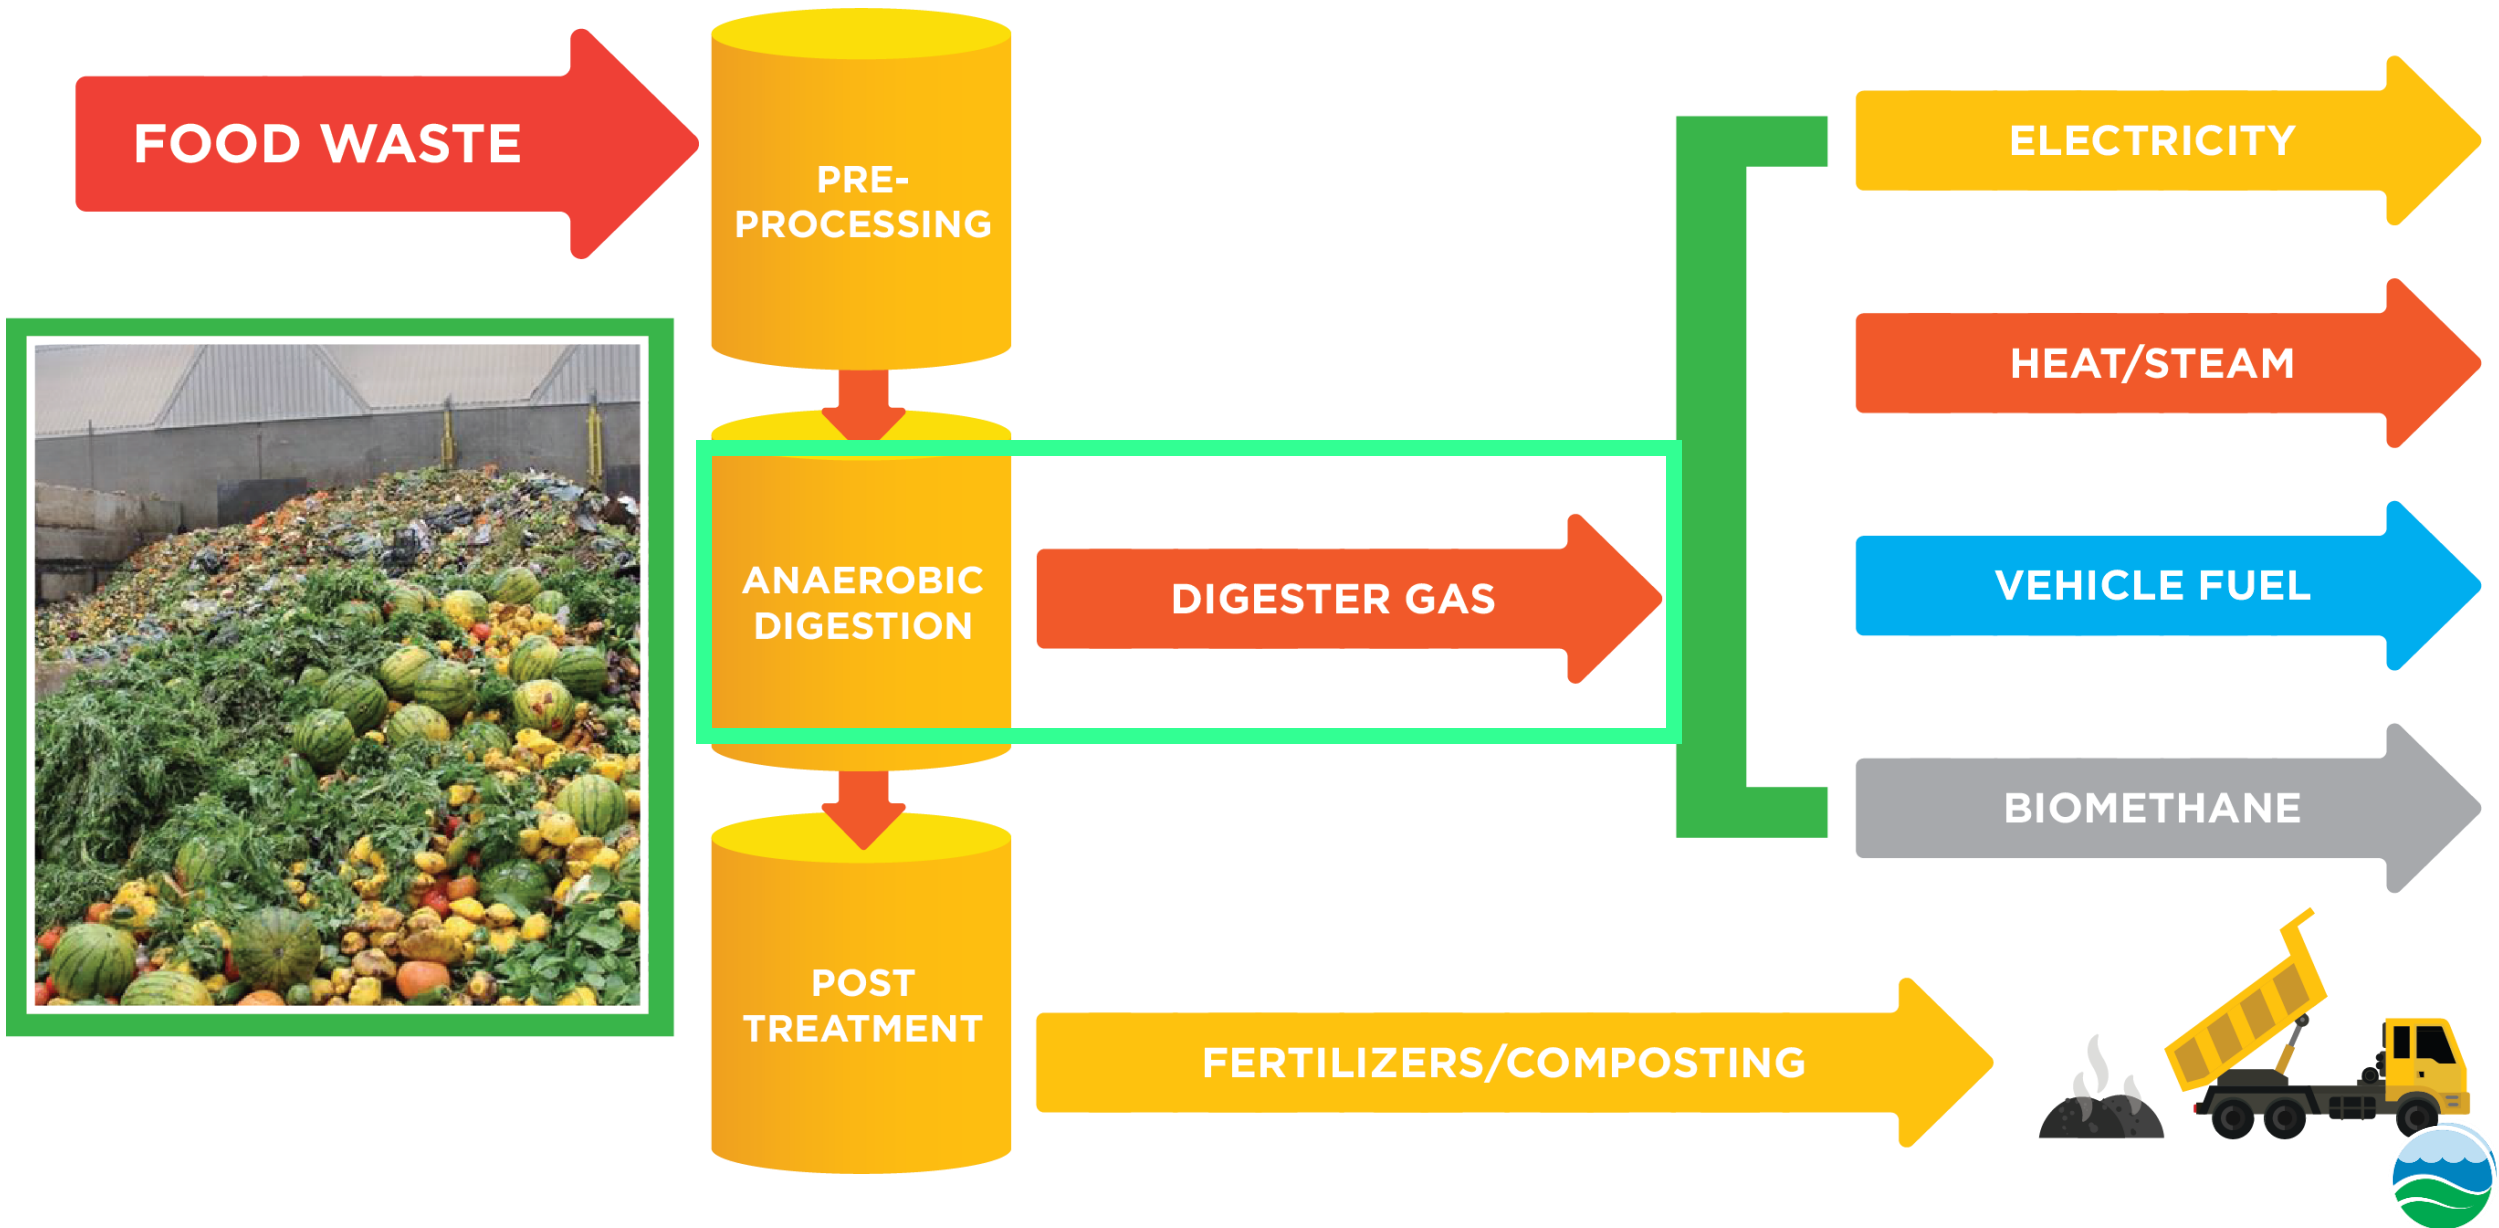 FOOD WASTE
PRE-
PROCESSING
ANAEROBIC
DIGESTION
DIGESTER GAS
POST
TREATMENT
ELECTRICITY
HEAT/STEAM
VEHICLE FUEL
BIOMETHANE
FERTILIZERS/COMPOSTING